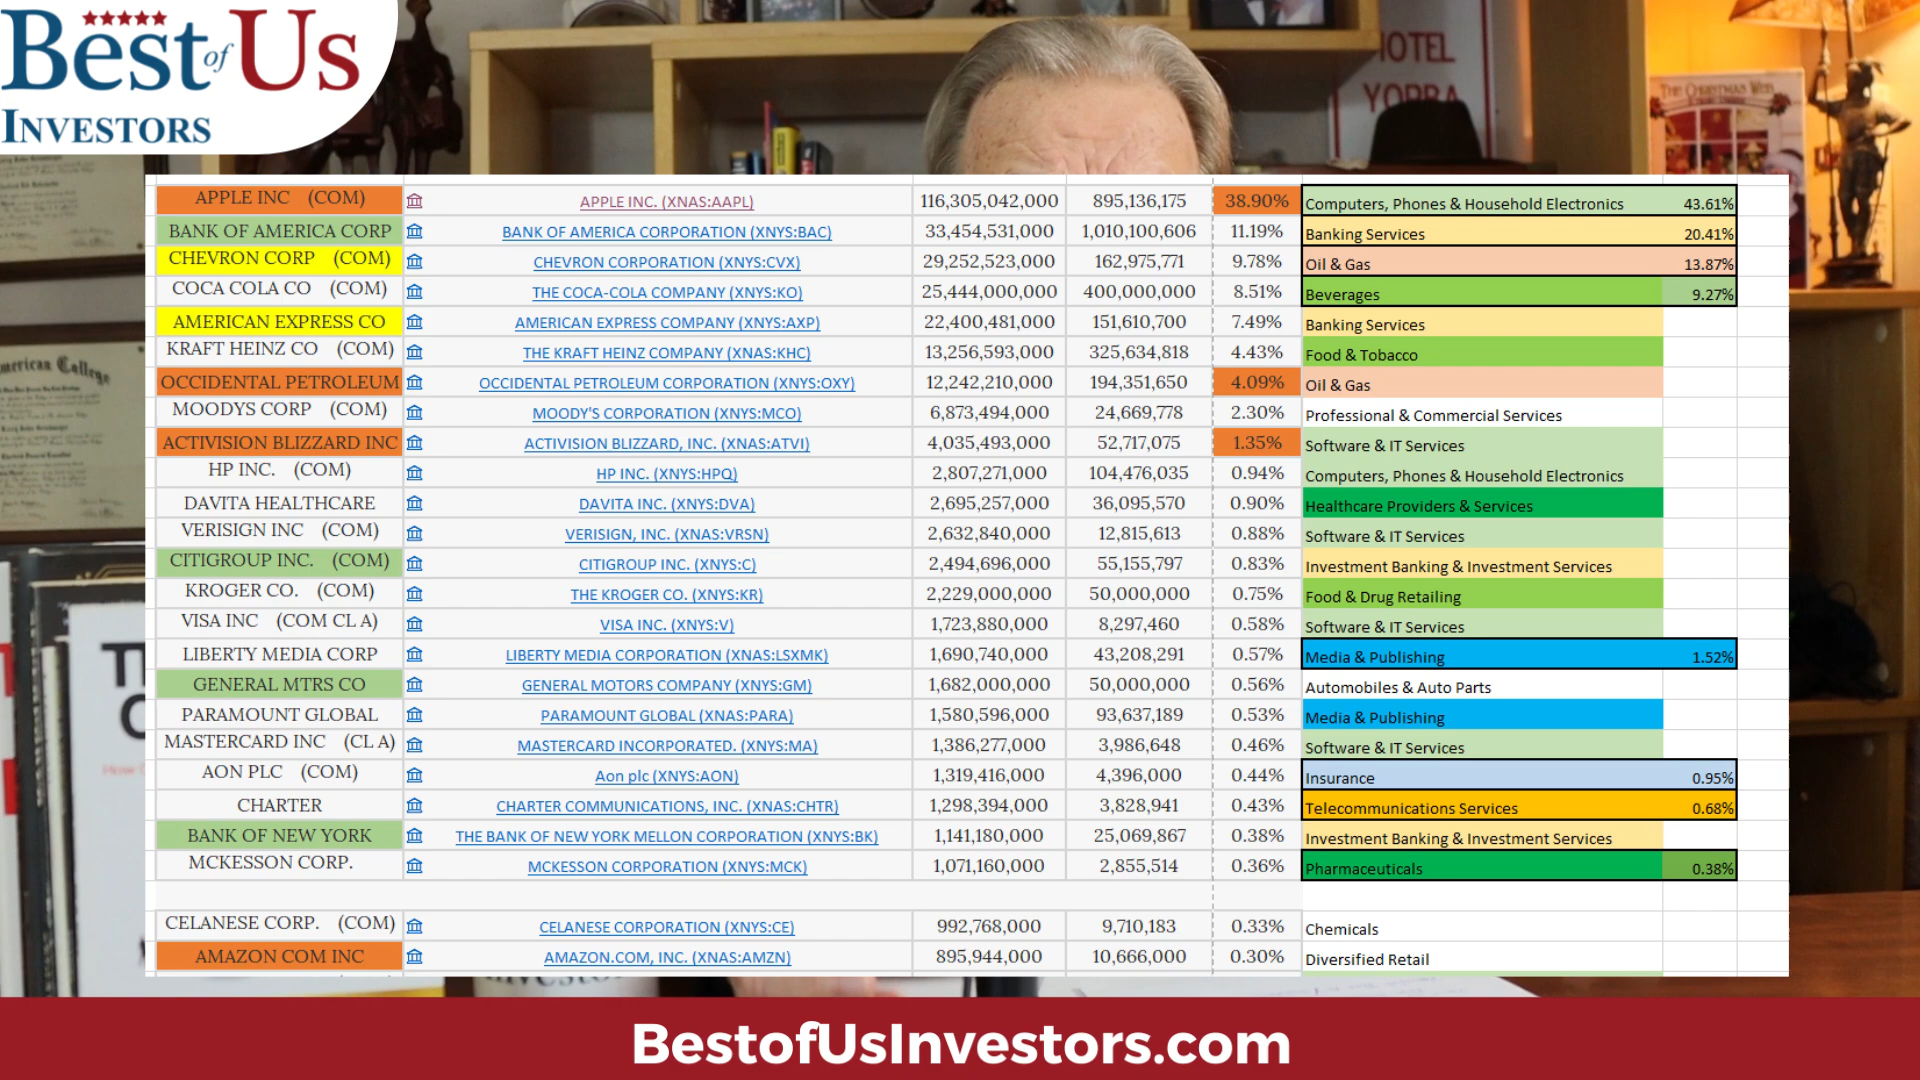 Best of Us
INVESTORS
HOTEL
YORBA
THE CHRISTMAS WISH
American College
APPLE INC (COM) APPLE INC. (XNAS:AAPL) 116,305,042,000 895,136,175 38.90% Computers, Phones & Household Electronics 43.61%
BANK OF AMERICA CORP BANK OF AMERICA CORPORATION (XNYS:BAC) 33,454,531,000 1,010,100,606 11.19% Banking Services 20.41%
CHEVRON CORP (COM) CHEVRON CORPORATION (XNYS:CVX) 29,252,523,000 162,975,771 9.78% Oil & Gas 13.87%
COCA COLA CO (COM) THE COCA-COLA COMPANY (XNYS:KO) 25,444,000,000 400,000,000 8.51% Beverages 9.27%
AMERICAN EXPRESS CO AMERICAN EXPRESS COMPANY (XNYS:AXP) 22,400,481,000 151,610,700 7.49% Banking Services
KRAFT HEINZ CO (COM) THE KRAFT HEINZ COMPANY (XNAS:KHC) 13,256,593,000 325,634,818 4.43% Food & Tobacco
OCCIDENTAL PETROLEUM OCCIDENTAL PETROLEUM CORPORATION (XNYS:OXY) 12,242,210,000 194,351,650 4.09% Oil & Gas
MOODYS CORP (COM) MOODY'S CORPORATION (XNYS:MCO) 6,873,494,000 24,669,778 2.30% Professional & Commercial Services
ACTIVISION BLIZZARD INC ACTIVISION BLIZZARD, INC. (XNAS:ATVI) 4,035,493,000 52,717,075 1.35% Software & IT Services
HP INC. (COM) HP INC. (XNYS:HPQ) 2,807,271,000 104,476,035 0.94% Computers, Phones & Household Electronics
DAVITA HEALTHCARE DAVITA INC. (XNYS:DVA) 2,695,257,000 36,095,570 0.90% Healthcare Providers & Services
VERISIGN INC (COM) VERISIGN, INC. (XNAS:VRSN) 2,632,840,000 12,815,613 0.88% Software & IT Services
CITIGROUP INC. (COM) CITIGROUP INC. (XNYS:C) 2,494,696,000 55,155,797 0.83% Investment Banking & Investment Services
KROGER CO. (COM) THE KROGER CO. (XNYS:KR) 2,229,000,000 50,000,000 0.75% Food & Drug Retailing
VISA INC (COM CL A) VISA INC. (XNYS:V) 1,723,880,000 8,297,460 0.58% Software & IT Services
LIBERTY MEDIA CORP LIBERTY MEDIA CORPORATION (XNAS:LSXMK) 1,690,740,000 43,208,291 0.57% Media & Publishing 1.52%
GENERAL MTRS CO GENERAL MOTORS COMPANY (XNYS:GM) 1,682,000,000 50,000,000 0.56% Automobiles & Auto Parts
PARAMOUNT GLOBAL PARAMOUNT GLOBAL (XNAS:PARA) 1,580,596,000 93,637,189 0.53% Media & Publishing
MASTERCARD INC (CL A) MASTERCARD INCORPORATED. (XNYS:MA) 1,386,277,000 3,986,648 0.46% Software & IT Services
AON PLC (COM) Aon plc (XNYS:AON) 1,319,416,000 4,396,000 0.44% Insurance 0.95%
CHARTER CHARTER COMMUNICATIONS, INC. (XNAS:CHTR) 1,298,394,000 3,828,941 0.43% Telecommunications Services 0.68%
BANK OF NEW YORK THE BANK OF NEW YORK MELLON CORPORATION (XNYS:BK) 1,141,180,000 25,069,867 0.38% Investment Banking & Investment Services
MCKESSON CORP. MCKESSON CORPORATION (XNYS:MCK) 1,071,160,000 2,855,514 0.36% Pharmaceuticals 0.38%
CELANESE CORP. (COM) CELANESE CORPORATION (XNYS:CE) 992,768,000 9,710,183 0.33% Chemicals
AMAZON COM INC AMAZON.COM, INC. (XNAS:AMZN) 895,944,000 10,666,000 0.30% Diversified Retail
BestofUsInvestors.com